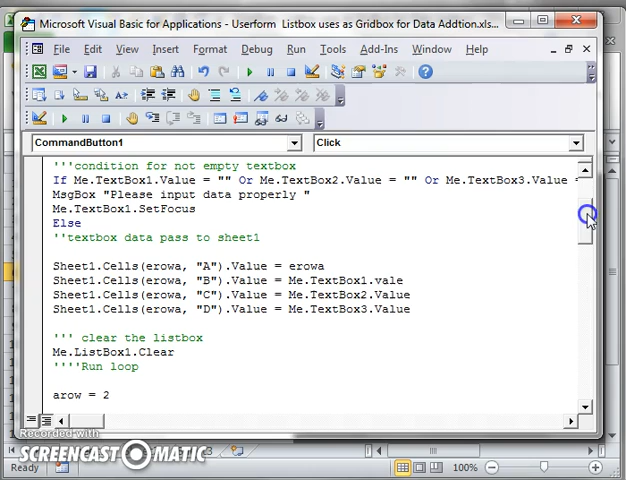 Microsoft Visual Basic for Applications - Userform Listbox uses as Gridbox for Data Addtion.xls...
File Edit View Insert Format Debug Run Tools Add-Ins Window Help
CommandButton1 Click
'''condition for not empty textbox
If Me.TextBox1.Value = "" Or Me.TextBox2.Value = "" Or Me.TextBox3.Value =
MsgBox "Please input data properly "
Me.TextBox1.SetFocus
Else
''textbox data pass to sheet1
Sheet1.Cells(erowa, "A").Value = erowa
Sheet1.Cells(erowa, "B").Value = Me.TextBox1.vale
Sheet1.Cells(erowa, "C").Value = Me.TextBox2.Value
Sheet1.Cells(erowa, "D").Value = Me.TextBox3.Value
''' clear the listbox
Me.ListBox1.Clear
''''Run loop
arow = 2
Recorded with
SCREENCAST-O-MATIC
Ready 100%